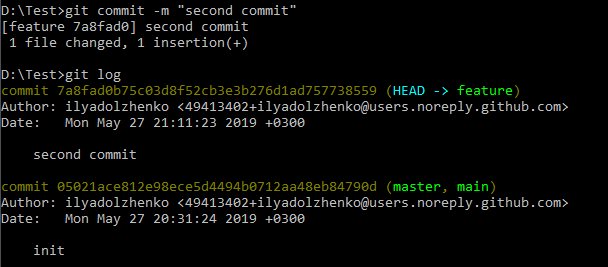 D:\Test>git commit -m "second commit"
[feature 7a8fad0] second commit
 1 file changed, 1 insertion(+)
D:\Test>git log
commit 7a8fad0b75c03d8f52cb3e3b276d1ad757738559 (HEAD -> feature)
Author: ilyadolzhenko <49413402+ilyadolzhenko@users.noreply.github.com>
Date:   Mon May 27 21:11:23 2019 +0300
    second commit
commit 05021ace812e98ece5d4494b0712aa48eb84790d (master, main)
Author: ilyadolzhenko <49413402+ilyadolzhenko@users.noreply.github.com>
Date:   Mon May 27 20:31:24 2019 +0300
    init